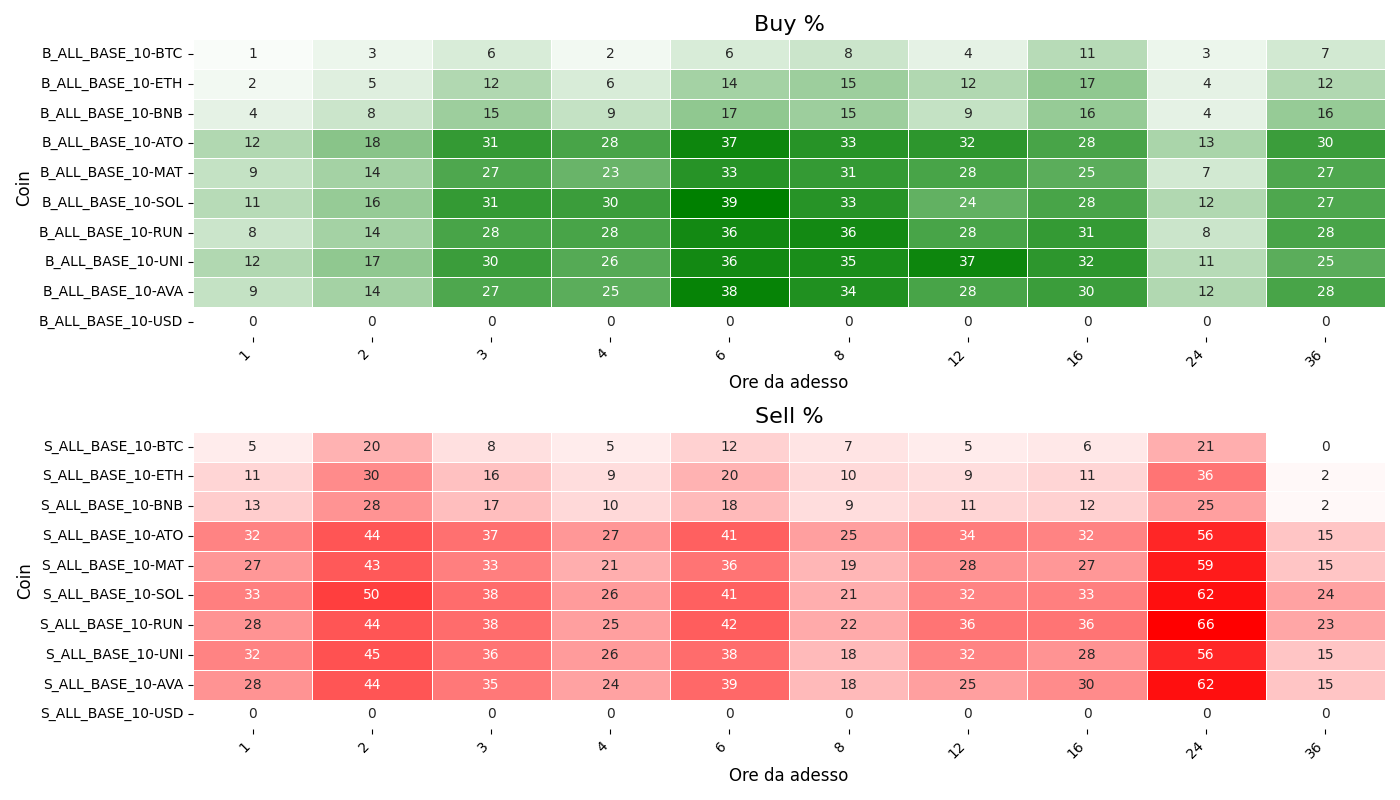 Buy %
Coin
B_ALL_BASE_10-BTC 1 3 6 2 6 8 4 11 3 7
B_ALL_BASE_10-ETH 2 5 12 6 14 15 12 17 4 12
B_ALL_BASE_10-BNB 4 8 15 9 17 15 9 16 4 16
B_ALL_BASE_10-ATO 12 18 31 28 37 33 32 28 13 30
B_ALL_BASE_10-MAT 9 14 27 23 33 31 28 25 7 27
B_ALL_BASE_10-SOL 11 16 31 30 39 33 24 28 12 27
B_ALL_BASE_10-RUN 8 14 28 28 36 36 28 31 8 28
B_ALL_BASE_10-UNI 12 17 30 26 36 35 37 32 11 25
B_ALL_BASE_10-AVA 9 14 27 25 38 34 28 30 12 28
B_ALL_BASE_10-USD 0 0 0 0 0 0 0 0 0 0
1 2 3 4 6 8 12 16 24 36
Ore da adesso
Sell %
Coin
S_ALL_BASE_10-BTC 5 20 8 5 12 7 5 6 21 0
S_ALL_BASE_10-ETH 11 30 16 9 20 10 9 11 36 2
S_ALL_BASE_10-BNB 13 28 17 10 18 9 11 12 25 2
S_ALL_BASE_10-ATO 32 44 37 27 41 25 34 32 56 15
S_ALL_BASE_10-MAT 27 43 33 21 36 19 28 27 59 15
S_ALL_BASE_10-SOL 33 50 38 26 41 21 32 33 62 24
S_ALL_BASE_10-RUN 28 44 38 25 42 22 36 36 66 23
S_ALL_BASE_10-UNI 32 45 36 26 38 18 32 28 56 15
S_ALL_BASE_10-AVA 28 44 35 24 39 18 25 30 62 15
S_ALL_BASE_10-USD 0 0 0 0 0 0 0 0 0 0
1 2 3 4 6 8 12 16 24 36
Ore da adesso